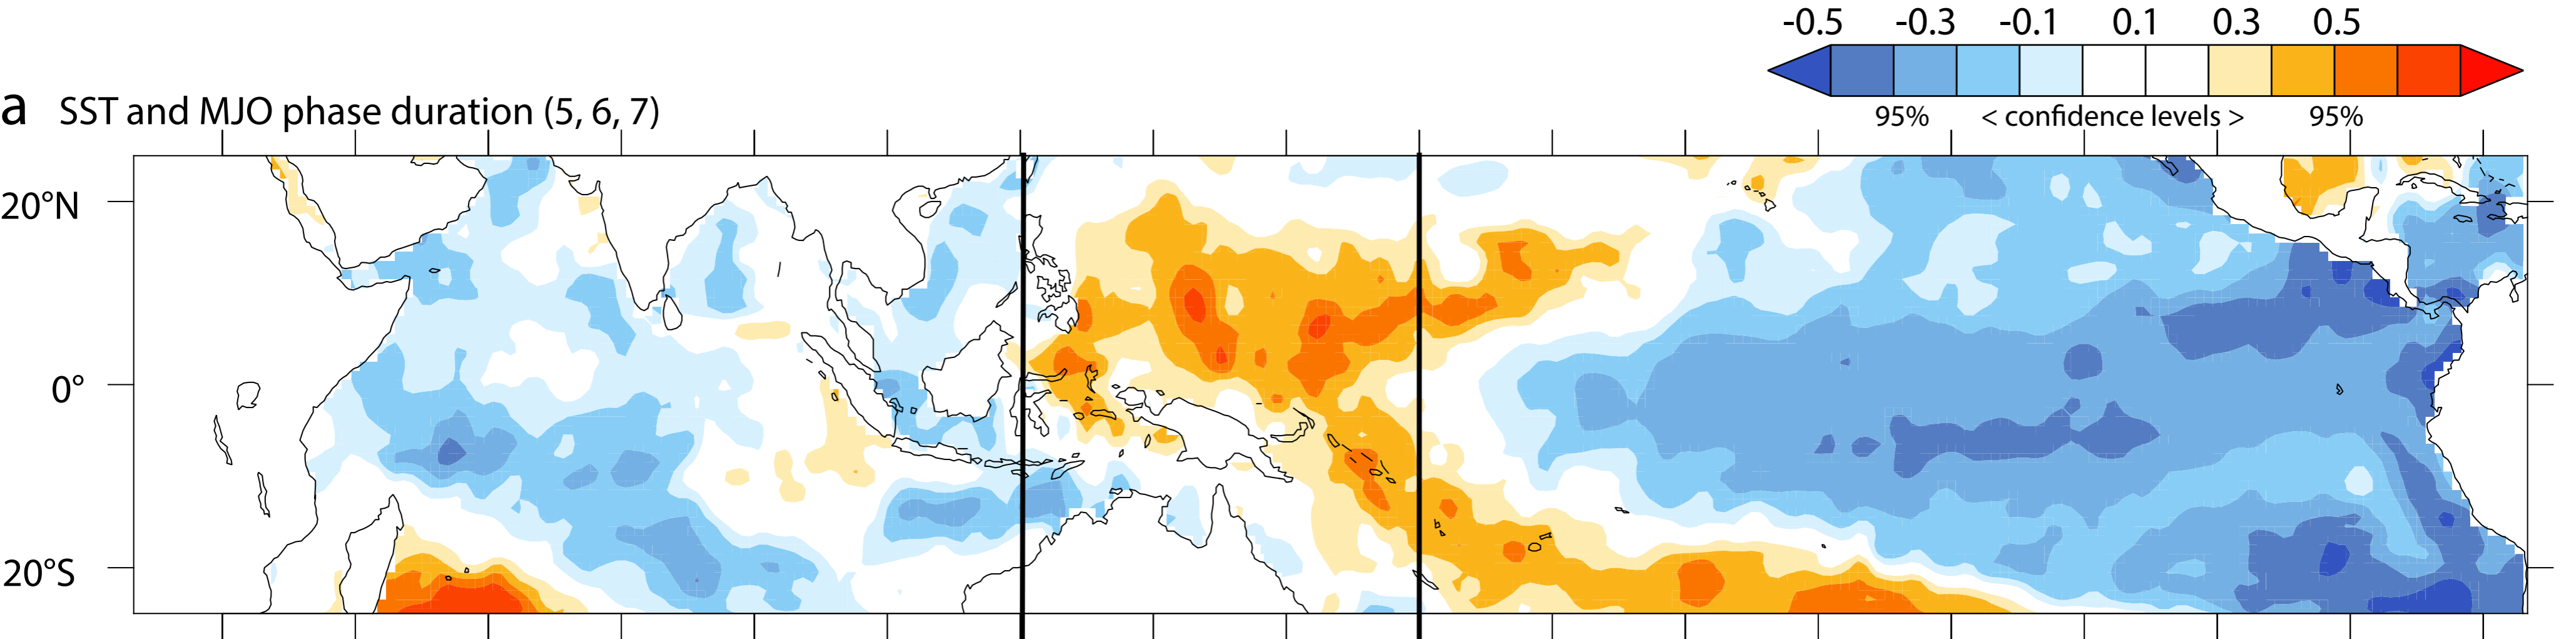 -0.5 -0.3 -0.1 0.1 0.3 0.5
95% < confidence levels > 95%
a SST and MJO phase duration (5, 6, 7)
20°N
0°
20°S